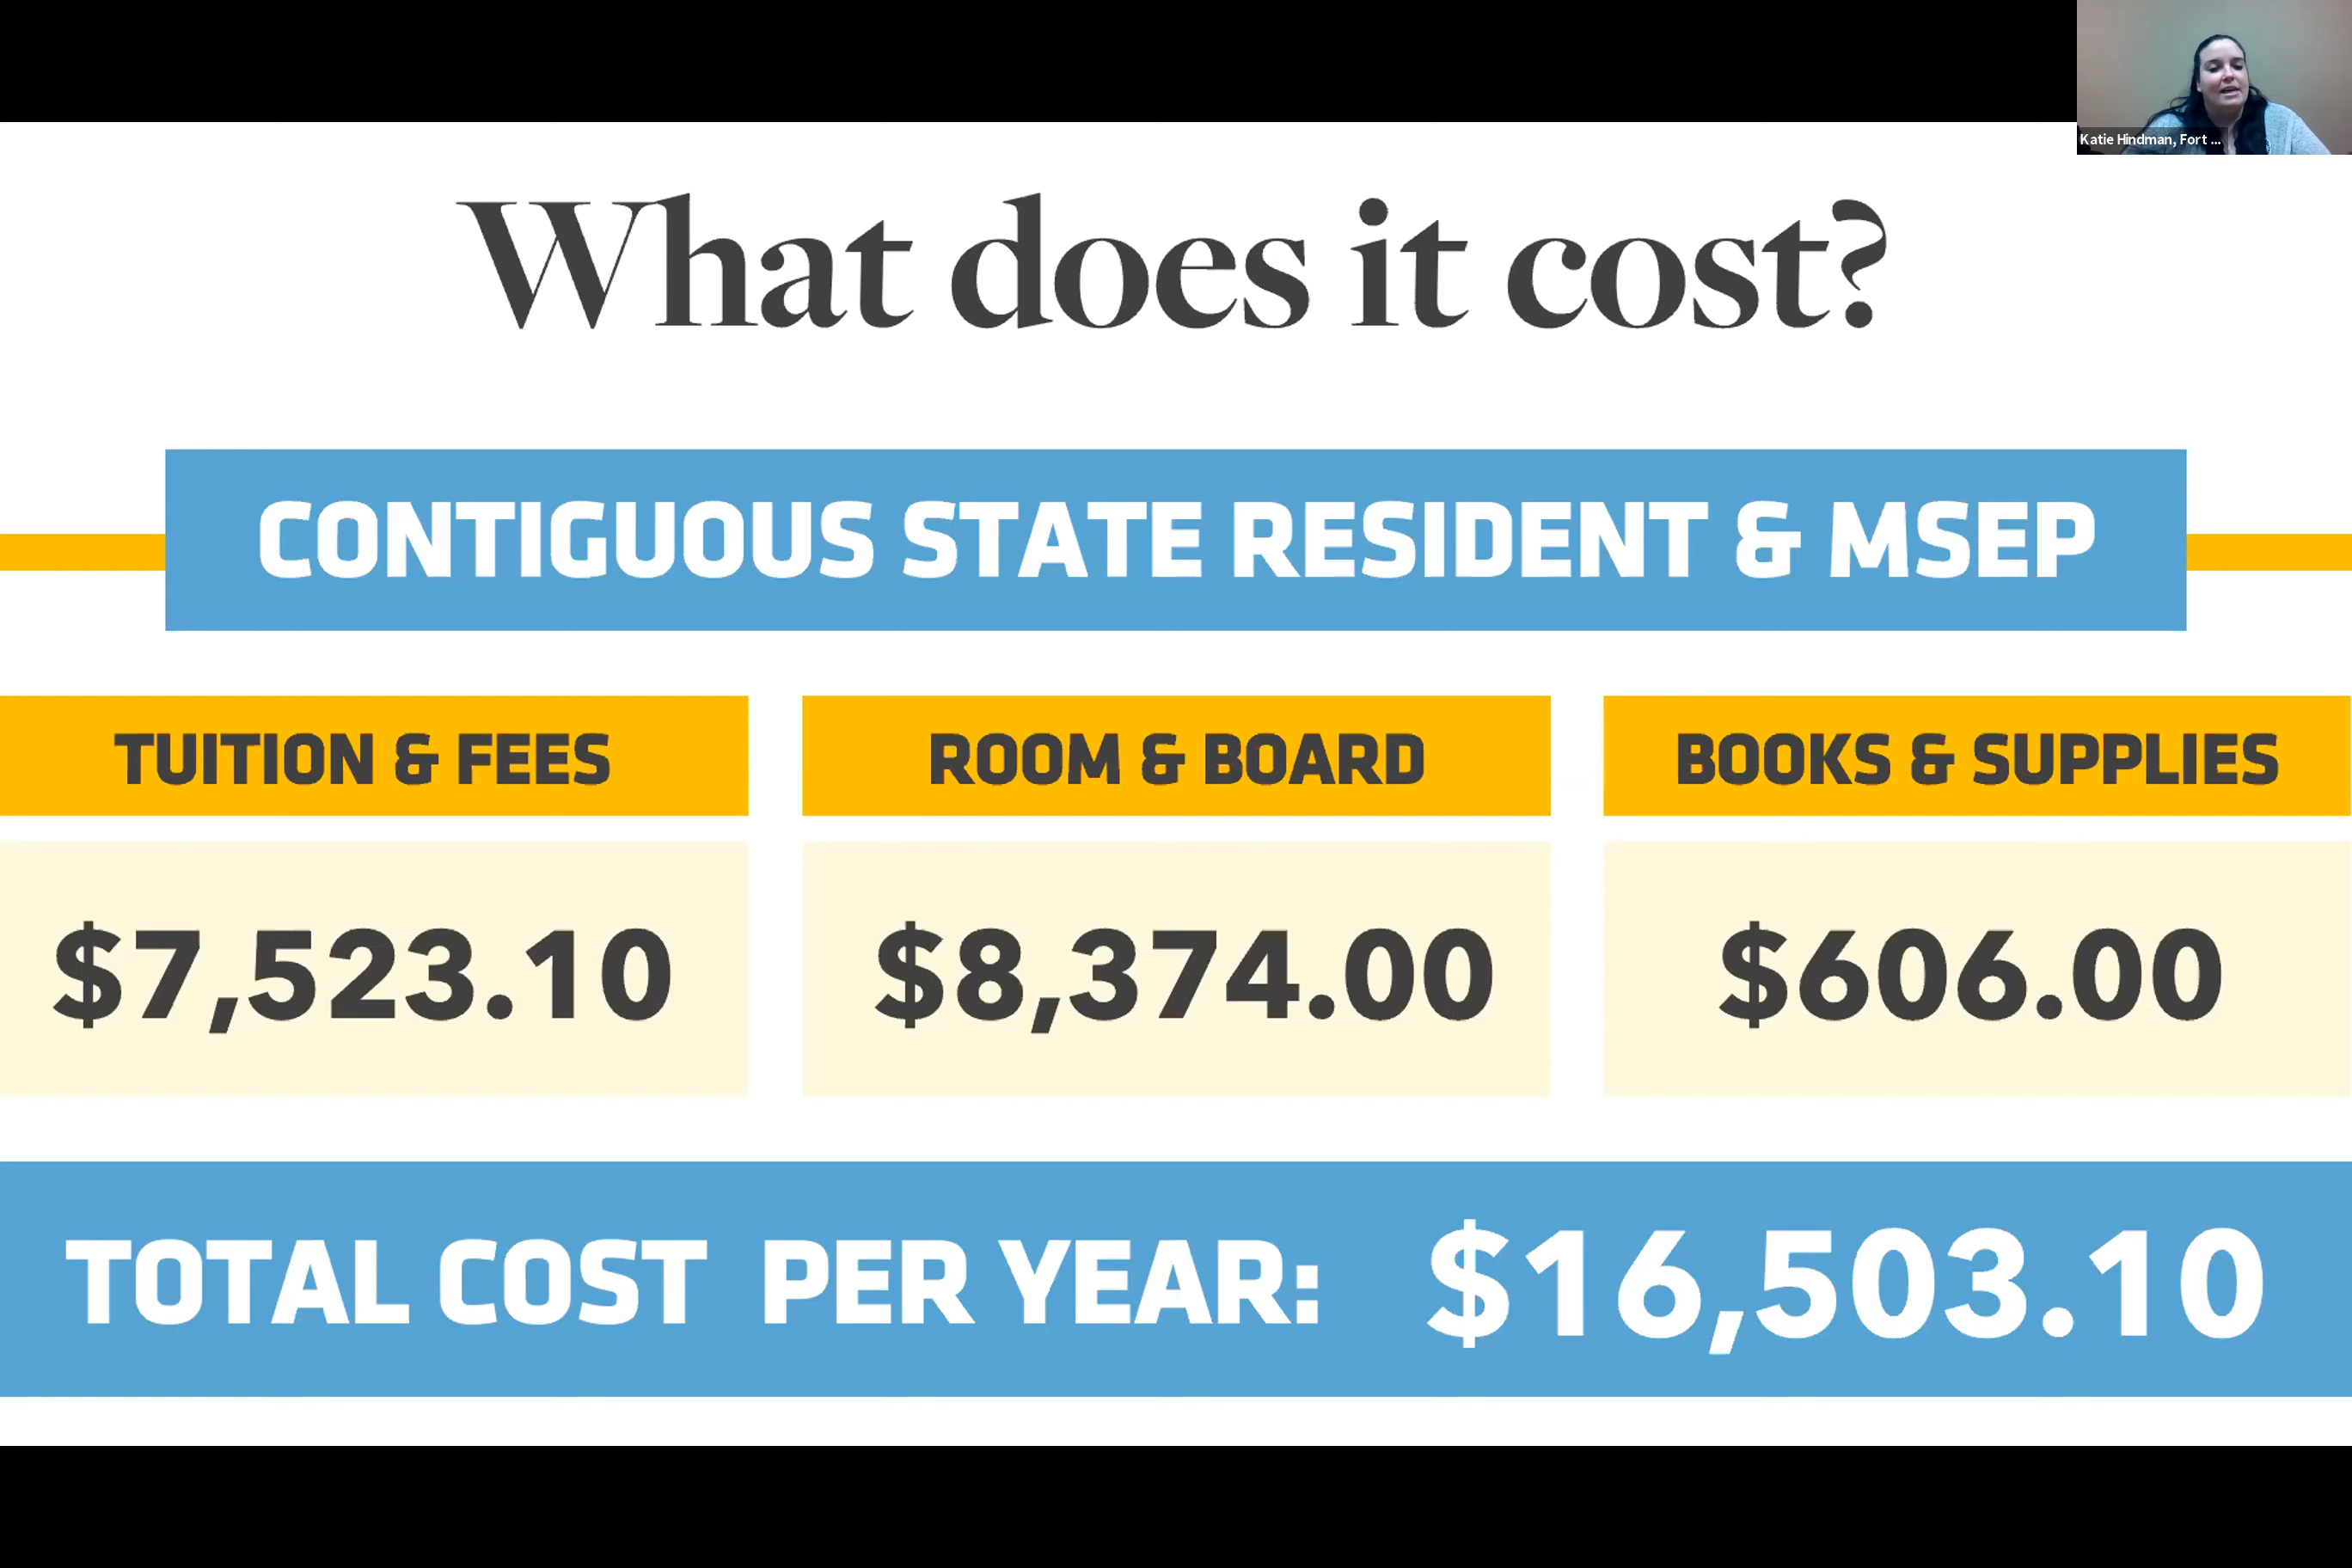 Katie Hindman, Fort ...
What does it cost?
CONTIGUOUS STATE RESIDENT & MSEP
TUITION & FEES
ROOM & BOARD
BOOKS & SUPPLIES
$7,523.10
$8,374.00
$606.00
TOTAL COST PER YEAR: $16,503.10